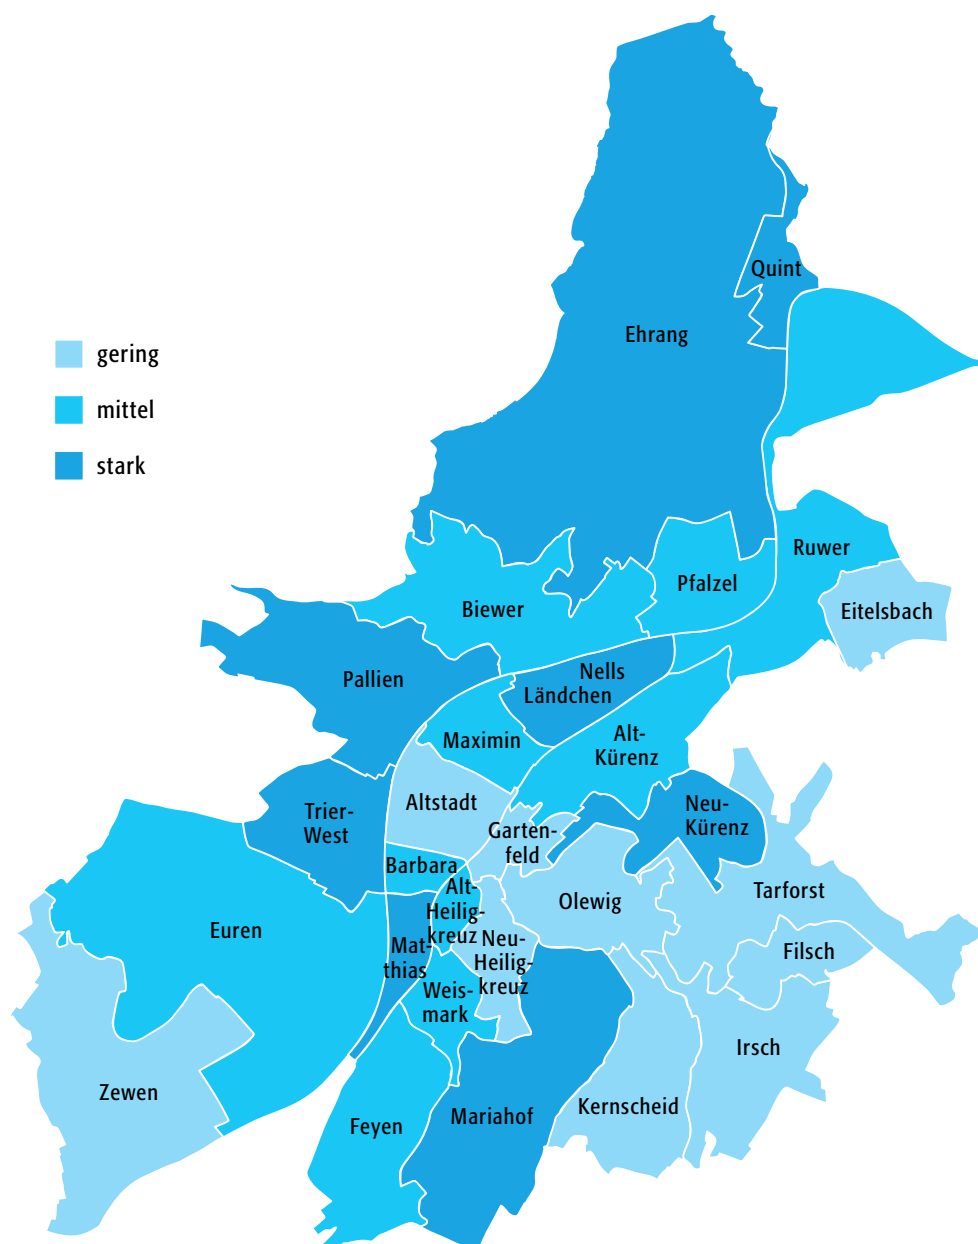 Quint
Ehrang
gering
mittel
stark
Ruwer
Pfalzel
Biewer
Eitelsbach
Nells
Ländchen
Pallien
Maximin
Alt-
Kürenz
Altstadt
Trier-
West
Neu-
Kürenz
Garten-
feld
Barbara
Alt-
Heilig-
kreuz
Olewig
Tarforst
Euren
Mat-
thias
Neu-
Heilig-
kreuz
Filsch
Weis-
mark
Irsch
Zewen
Kernscheid
Mariahof
Feyen